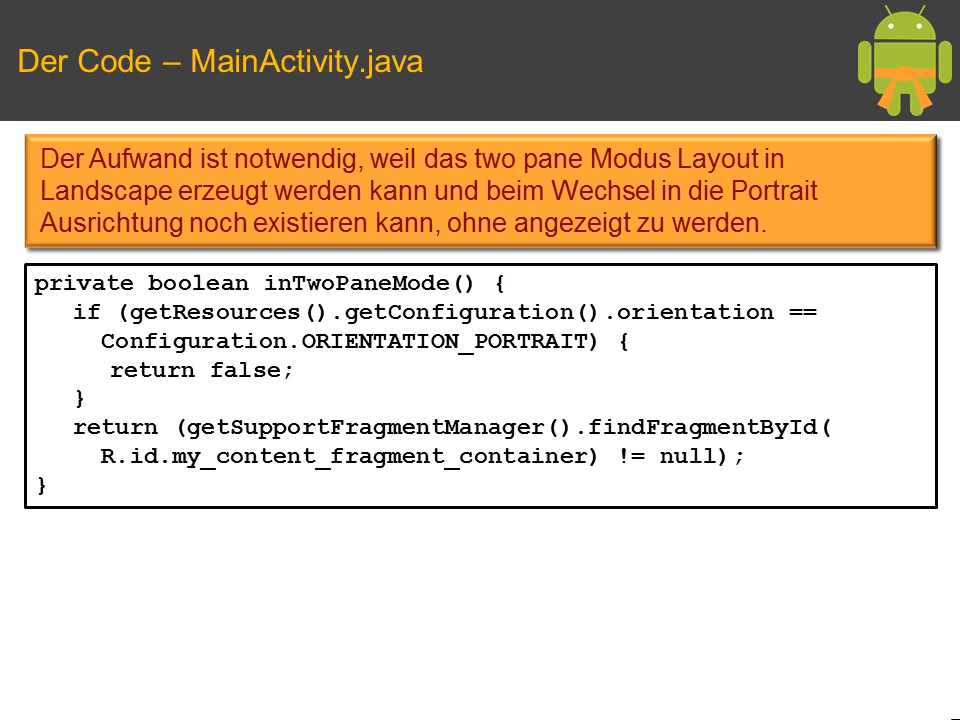 Der Code – MainActivity.java
Der Aufwand ist notwendig, weil das two pane Modus Layout in
Landscape erzeugt werden kann und beim Wechsel in die Portrait
Ausrichtung noch existieren kann, ohne angezeigt zu werden.
private boolean inTwoPaneMode() {
if (getResources().getConfiguration().orientation ==
Configuration.ORIENTATION_PORTRAIT) {
return false;
}
return (getSupportFragmentManager().findFragmentById(
R.id.my_content_fragment_container) != null);
}